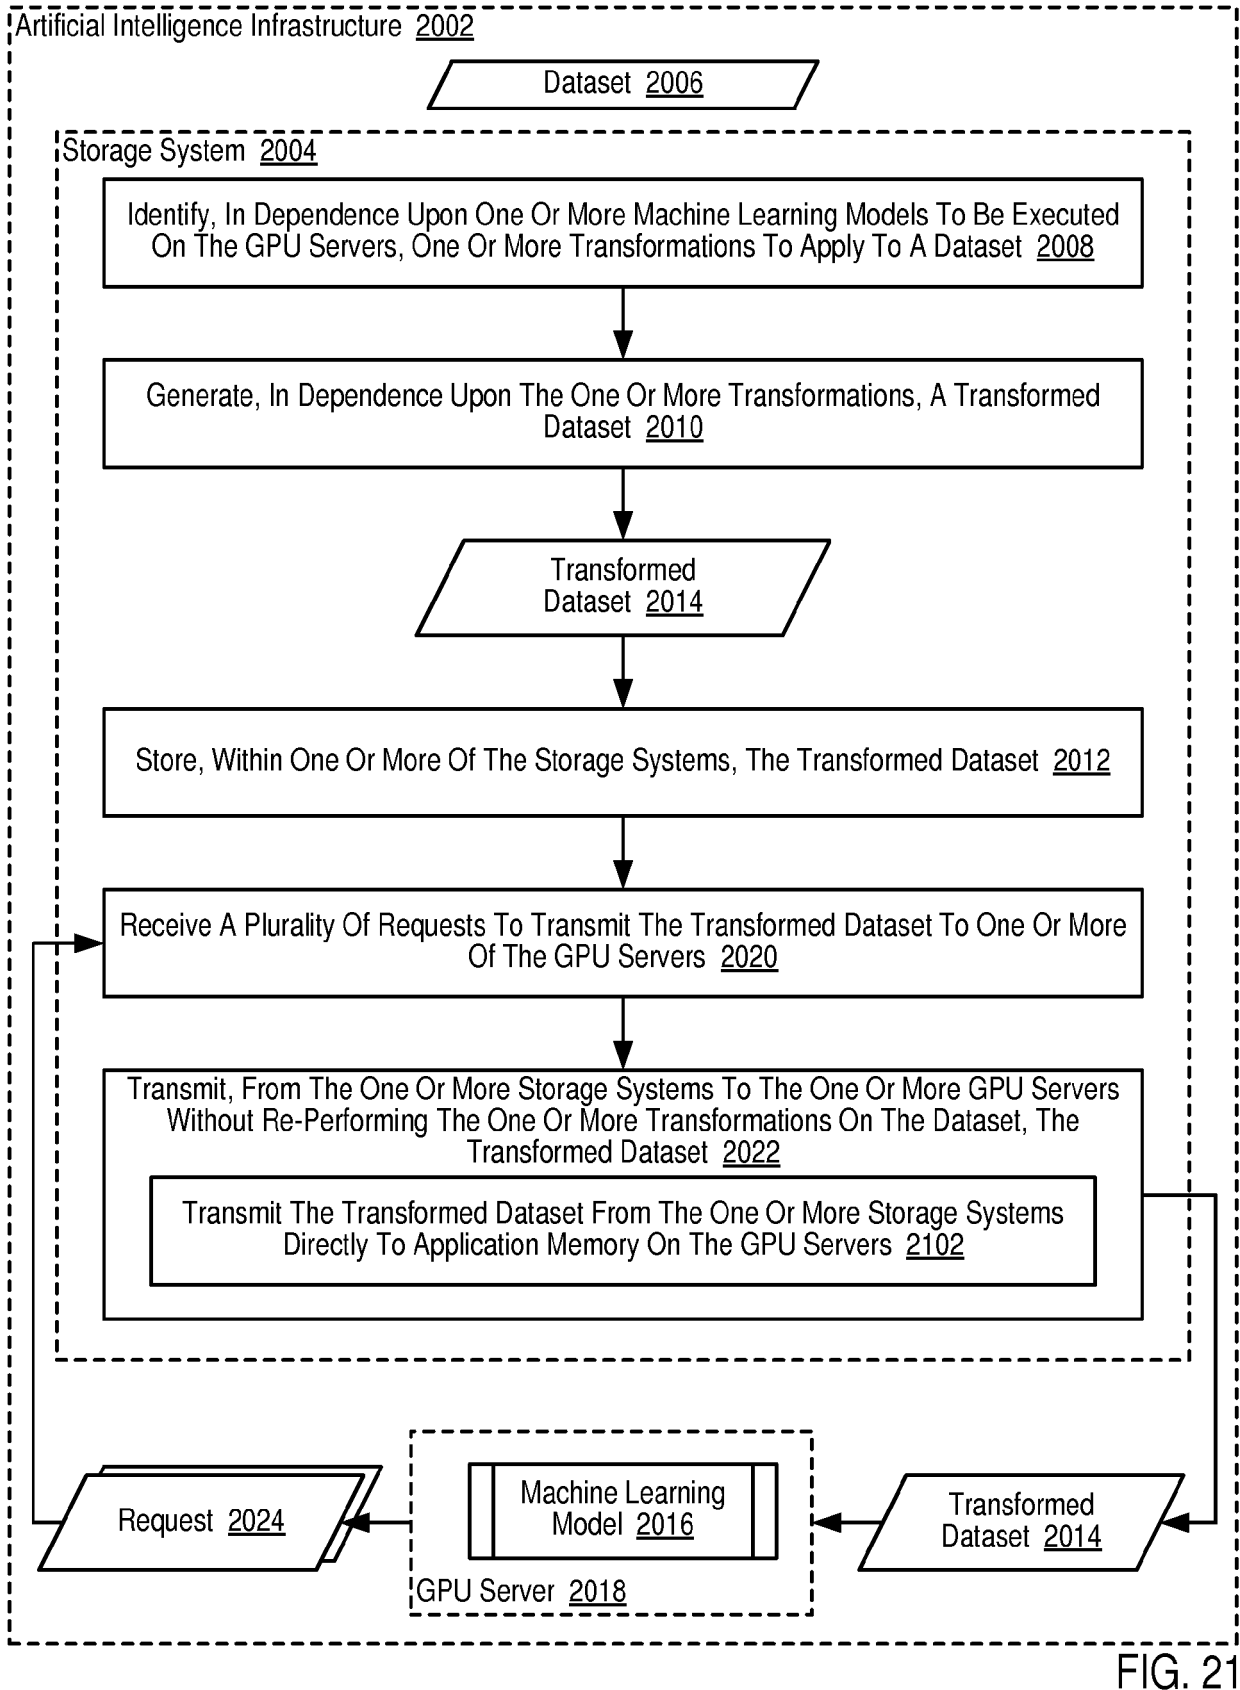 Artificial Intelligence Infrastructure 2002
Dataset 2006
Storage System 2004
Identify, In Dependence Upon One Or More Machine Learning Models To Be Executed
On The GPU Servers, One Or More Transformations To Apply To A Dataset 2008
Generate, In Dependence Upon The One Or More Transformations, A Transformed
Dataset 2010
Transformed
Dataset 2014
Store, Within One Or More Of The Storage Systems, The Transformed Dataset 2012
Receive A Plurality Of Requests To Transmit The Transformed Dataset To One Or More
Of The GPU Servers 2020
Transmit, From The One Or More Storage Systems To The One Or More GPU Servers
Without Re-Performing The One Or More Transformations On The Dataset, The
Transformed Dataset 2022
Transmit The Transformed Dataset From The One Or More Storage Systems
Directly To Application Memory On The GPU Servers 2102
Request 2024
Machine Learning
Model 2016
GPU Server 2018
Transformed
Dataset 2014
FIG. 21